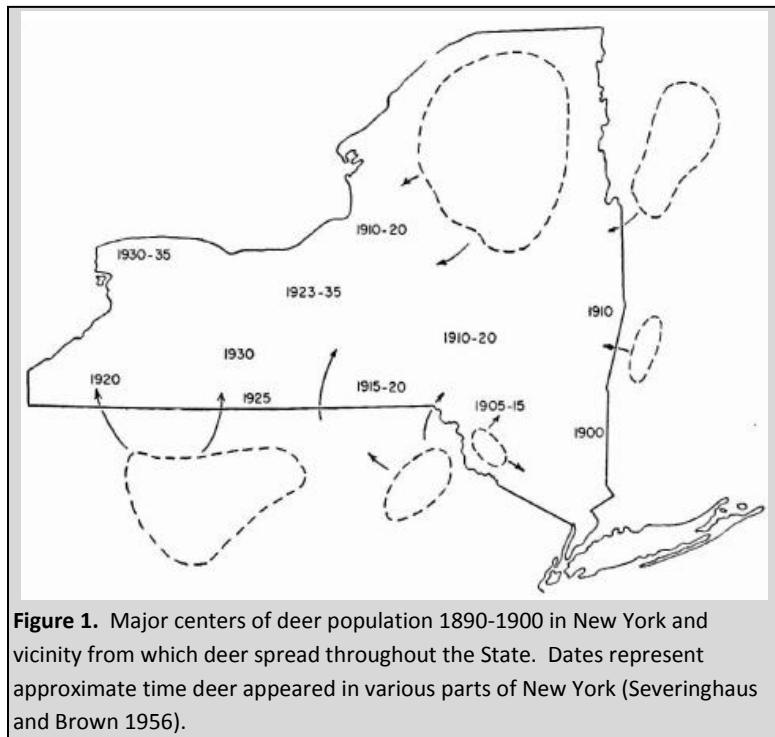 1910-20
1930-35
1923-35
1910
1910-20
1930
1920
1915-20
1925
1905-15
1900
Figure 1. Major centers of deer population 1890-1900 in New York and
vicinity from which deer spread throughout the State. Dates represent
approximate time deer appeared in various parts of New York (Severinghaus
and Brown 1956).